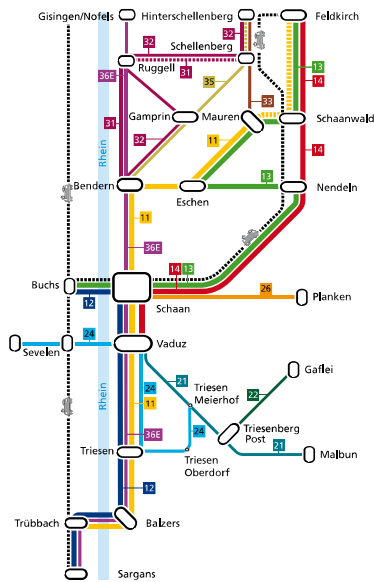 Gisingen/Nofels
Hinterschellenberg
Feldkirch
32
32
Schellenberg
13
36E
31
14
Ruggell
35
33
Gamprin
Mauren
Schaanwald
31
32
11
14
Rhein
13
Bendern
Eschen
Nendeln
11
36E
14
13
Buchs
26
12
Schaan
Planken
24
Sevelen
Vaduz
21
Gaflei
Rhein
24
Triesen
Meierhof
22
11
24
Triesenberg
Post
36E
21
Triesen
Triesen
Oberdorf
Malbun
12
Trübbach
Balzers
Sargans